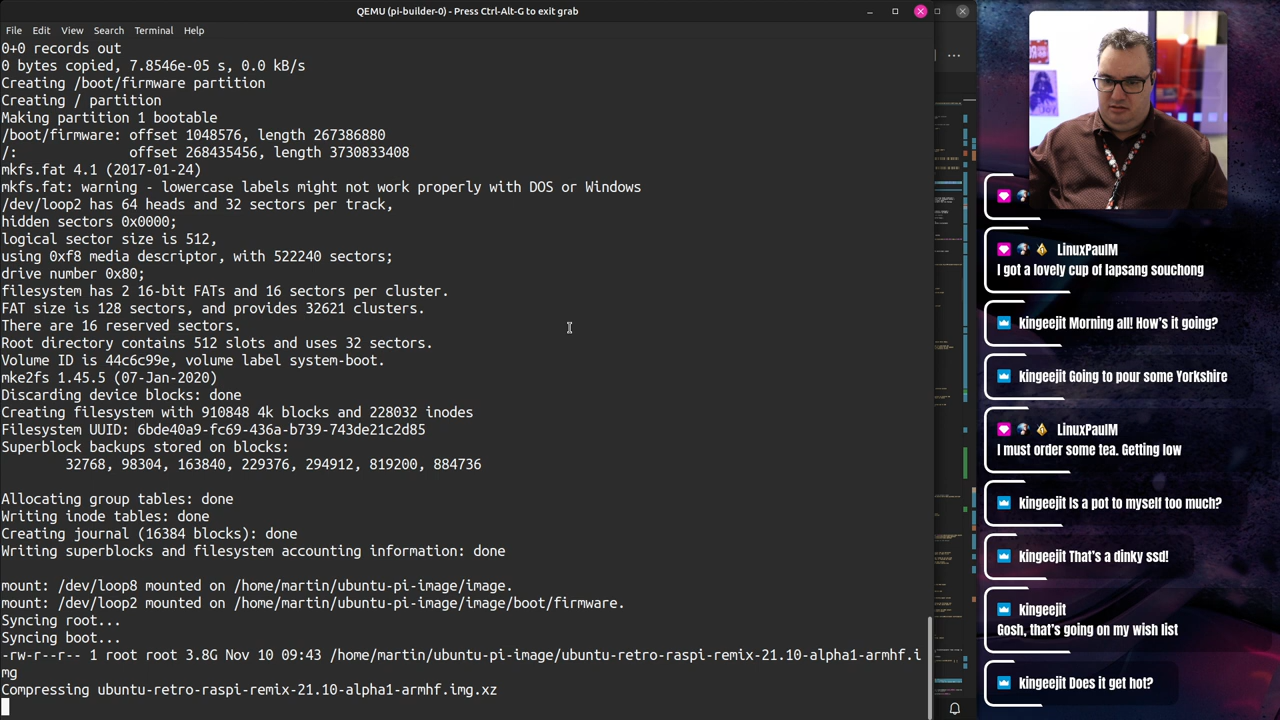 QEMU (pi-builder-0) - Press Ctrl-Alt-G to exit grab
File Edit View Search Terminal Help
0+0 records out
0 bytes copied, 7.8546e-05 s, 0.0 kB/s
Creating /boot/firmware partition
Creating / partition
Making partition 1 bootable
/boot/firmware: offset 1048576, length 267386880
/: offset 268435456, length 3730833408
mkfs.fat 4.1 (2017-01-24)
mkfs.fat: warning - lowercase labels might not work properly with DOS or Windows
/dev/loop2 has 64 heads and 32 sectors per track,
hidden sectors 0x0000;
logical sector size is 512,
using 0xf8 media descriptor, with 522240 sectors;
drive number 0x80;
filesystem has 2 16-bit FATs and 16 sectors per cluster.
FAT size is 128 sectors, and provides 32621 clusters.
There are 16 reserved sectors.
Root directory contains 512 slots and uses 32 sectors.
Volume ID is 44c6c99e, volume label system-boot.
mke2fs 1.45.5 (07-Jan-2020)
Discarding device blocks: done
Creating filesystem with 910848 4k blocks and 228032 inodes
Filesystem UUID: 6bde40a9-fc69-436a-b739-743de21c2d85
Superblock backups stored on blocks:
32768, 98304, 163840, 229376, 294912, 819200, 884736
Allocating group tables: done
Writing inode tables: done
Creating journal (16384 blocks): done
Writing superblocks and filesystem accounting information: done
mount: /dev/loop8 mounted on /home/martin/ubuntu-pi-image/image.
mount: /dev/loop2 mounted on /home/martin/ubuntu-pi-image/image/boot/firmware.
Syncing root...
Syncing boot...
-rw-r--r-- 1 root root 3.8G Nov 10 09:43 /home/martin/ubuntu-pi-image/ubuntu-retro-raspi-remix-21.10-alpha1-armhf.i
mg
Compressing ubuntu-retro-raspi-remix-21.10-alpha1-armhf.img.xz
LinuxPaulM
I got a lovely cup of lapsang souchong
kingeejit Morning all! How's it going?
kingeejit Going to pour some Yorkshire
LinuxPaulM
I must order some tea. Getting low
kingeejit Is a pot to myself too much?
kingeejit That's a dinky ssd!
kingeejit
Gosh, that's going on my wish list
kingeejit Does it get hot?